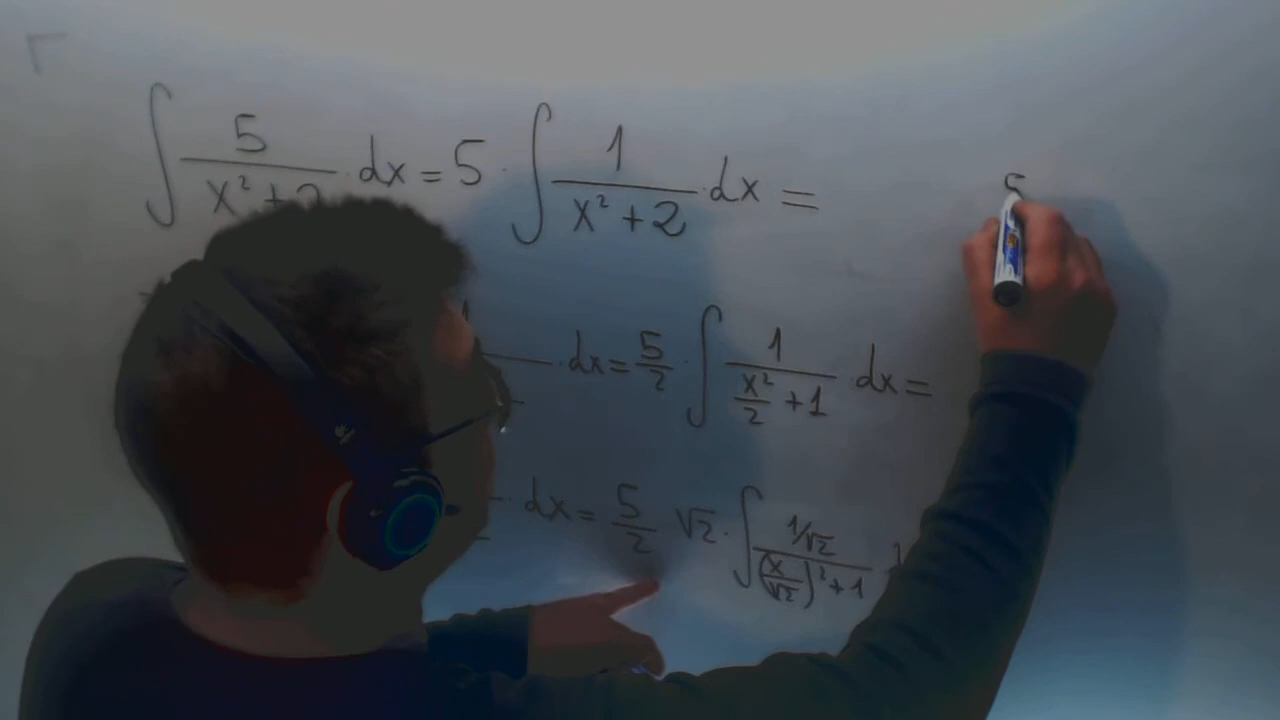 ∫ 5/(x² + 2) · dx = 5 · ∫ 1/(x² + 2) · dx = 5
· dx = 5/2 · ∫ 1/(x²/2 + 1) dx =
· dx = 5/2 √2 · ∫ (1/√2)/((x/√2)² + 1)